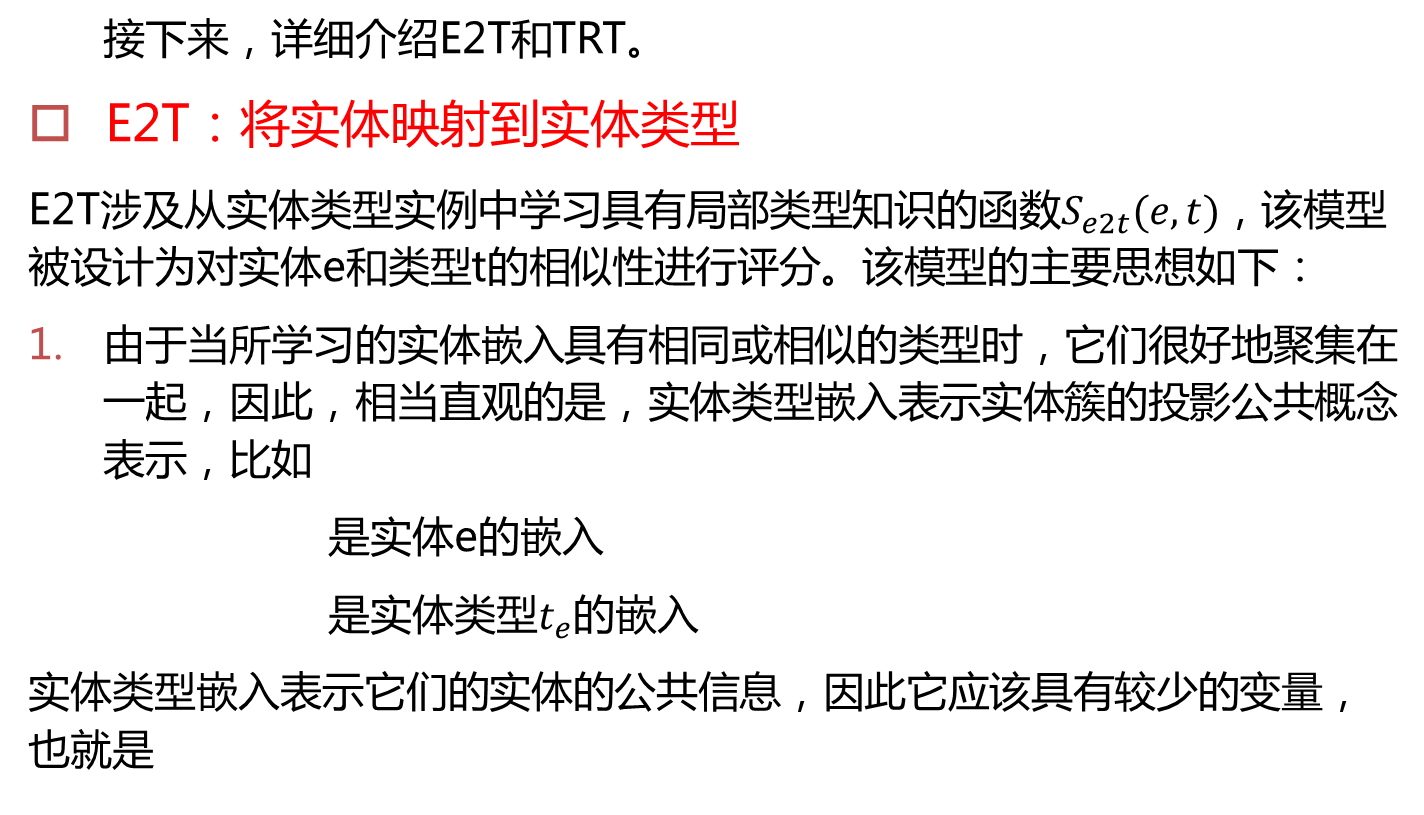 接下来，详细介绍E2T和TRT。
E2T：将实体映射到实体类型
E2T涉及从实体类型实例中学习具有局部类型知识的函数$S_{e2t}(e,t)$，该模型
被设计为对实体e和类型t的相似性进行评分。该模型的主要思想如下：
1. 由于当所学习的实体嵌入具有相同或相似的类型时，它们很好地聚集在
一起，因此，相当直观的是，实体类型嵌入表示实体簇的投影公共概念
表示，比如
是实体e的嵌入
是实体类型$t_e$的嵌入
实体类型嵌入表示它们的实体的公共信息，因此它应该具有较少的变量，
也就是